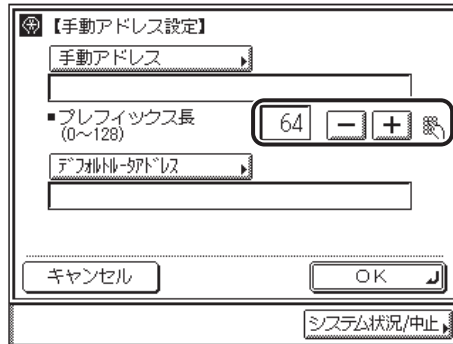 【手動アドレス設定】
手動アドレス
■プレフィックス長 64 − +
(0～128)
ﾃﾞﾌｫﾙﾄﾙｰﾀｱﾄﾞﾚｽ
キャンセル OK
システム状況/中止